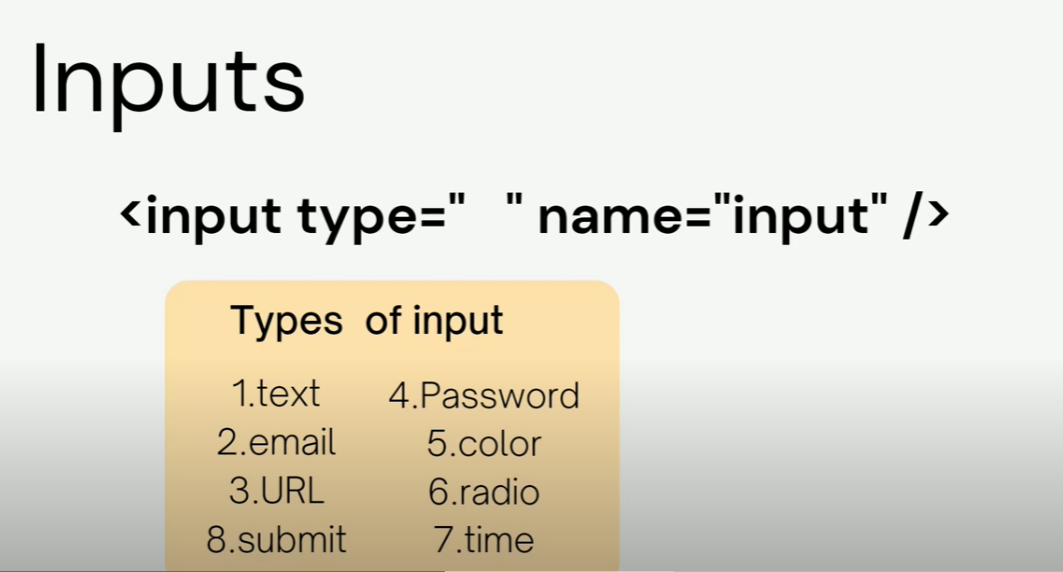 Inputs
<input type="   " name="input" />
Types  of input
1.text
2.email
3.URL
8.submit
4.Password
5.color
6.radio
7.time